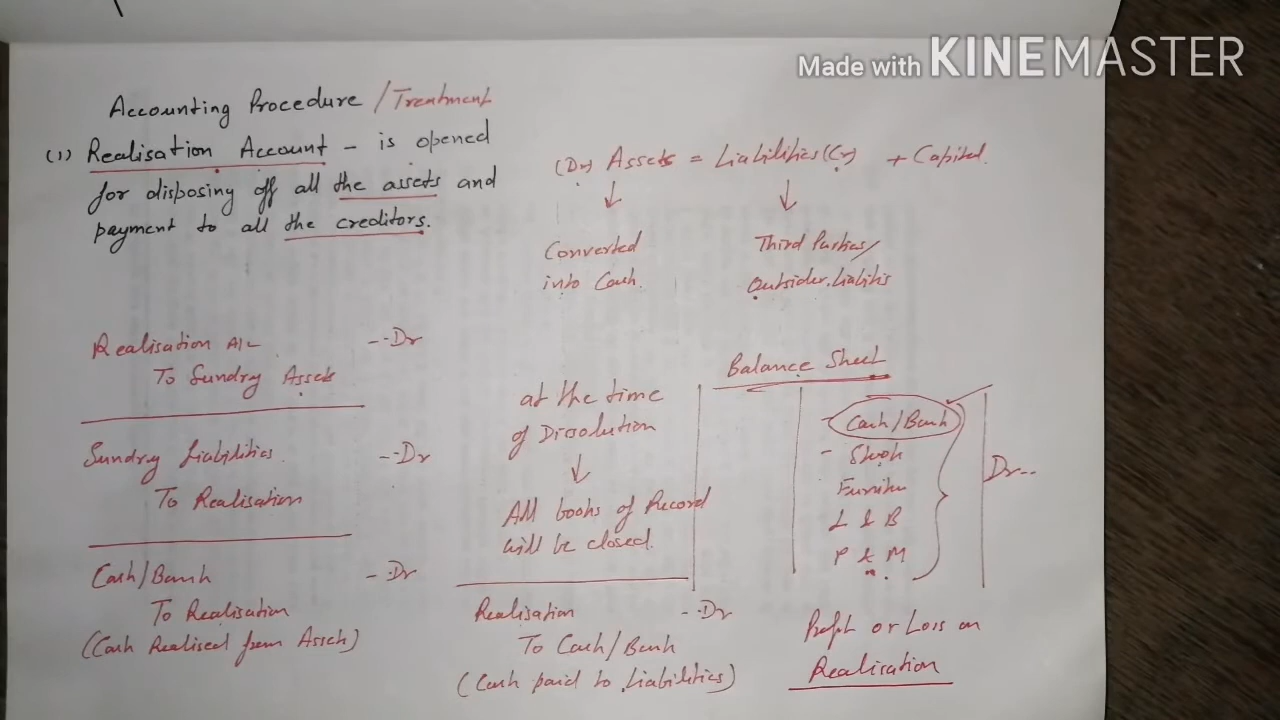 Made with KINEMASTER
Accounting Procedure / Treatment
(1) Realisation Account - is opened
for disposing off all the assets and
payment to all the creditors.
(Dr) Assets = Liabilities (Cr) + Capital.
Converted
into Cash.
Third Parties/
outsider. liabilitis
Realisation A/c --Dr
To Sundry Assets
Sundry Liabilities. --Dr
To Realisation
Cash/Bank --Dr
To Realisation
(Cash Realised from Assets)
at the time
of Dissolution
All books of Record
will be closed.
Realisation --Dr
To Cash/Bank
(Cash paid to Liabilities)
Balance Sheet
- Cash/Bank
- Stock
Furnitu
L & B
P & M
Dr--
Profit or Loss on
Realisation